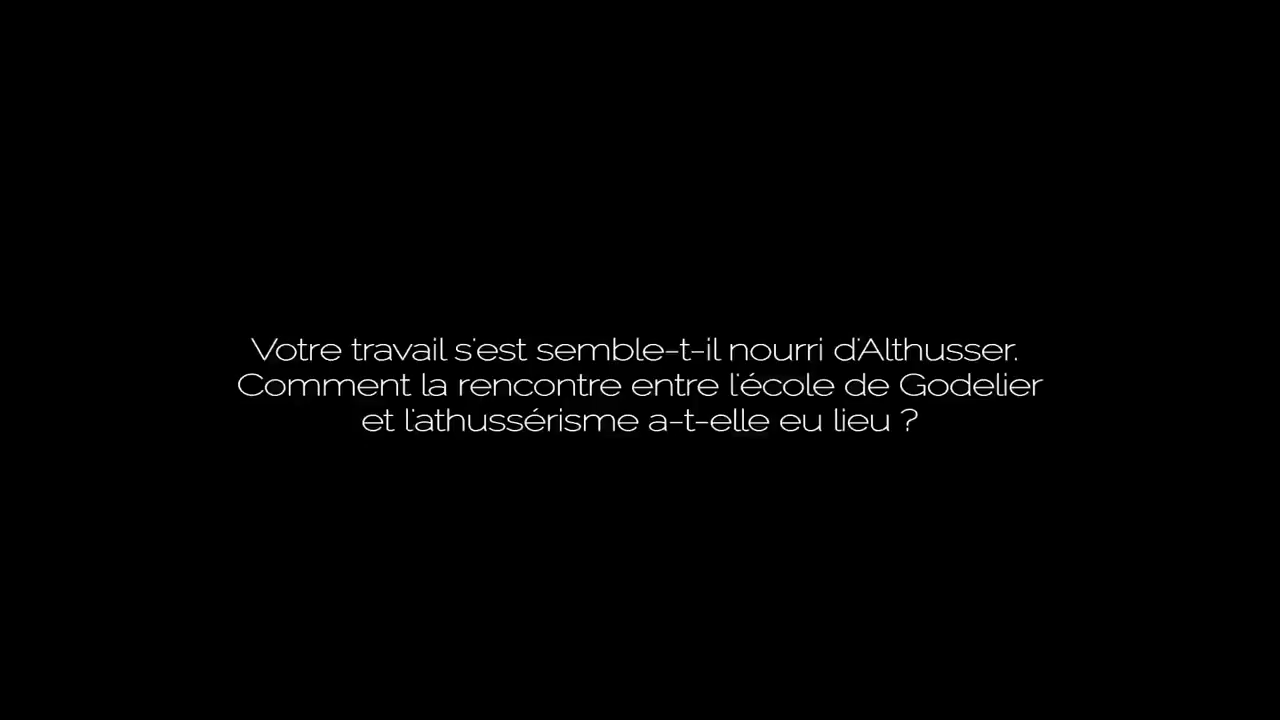 Votre travail s'est semble-t-il nourri d'Althusser.
Comment la rencontre entre l'école de Godelier
et l'athussérisme a-t-elle eu lieu ?